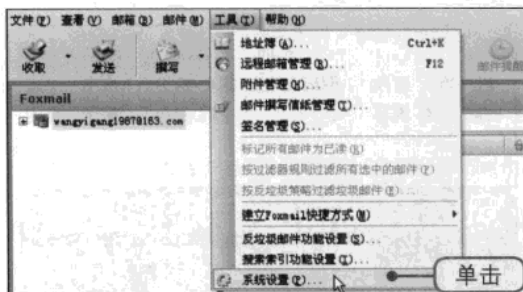 文件(F) 查看(V) 邮箱(B) 邮件(M) 工具(T) 帮助(H)
收取 发送 撰写
Foxmail
地址簿(A)... Ctrl+K
远程邮箱管理(R)... F12
附件管理(H)...
邮件撰写信纸管理(T)...
签名管理(S)...
标记所有邮件为已读(R)
按过滤器规则过滤所有选中的邮件(F)
按反垃圾策略过滤垃圾邮件(C)
建立Foxmail快捷方式(M)
反垃圾邮件功能设置(S)...
搜索索引功能设置(I)...
系统设置(P)...
单击